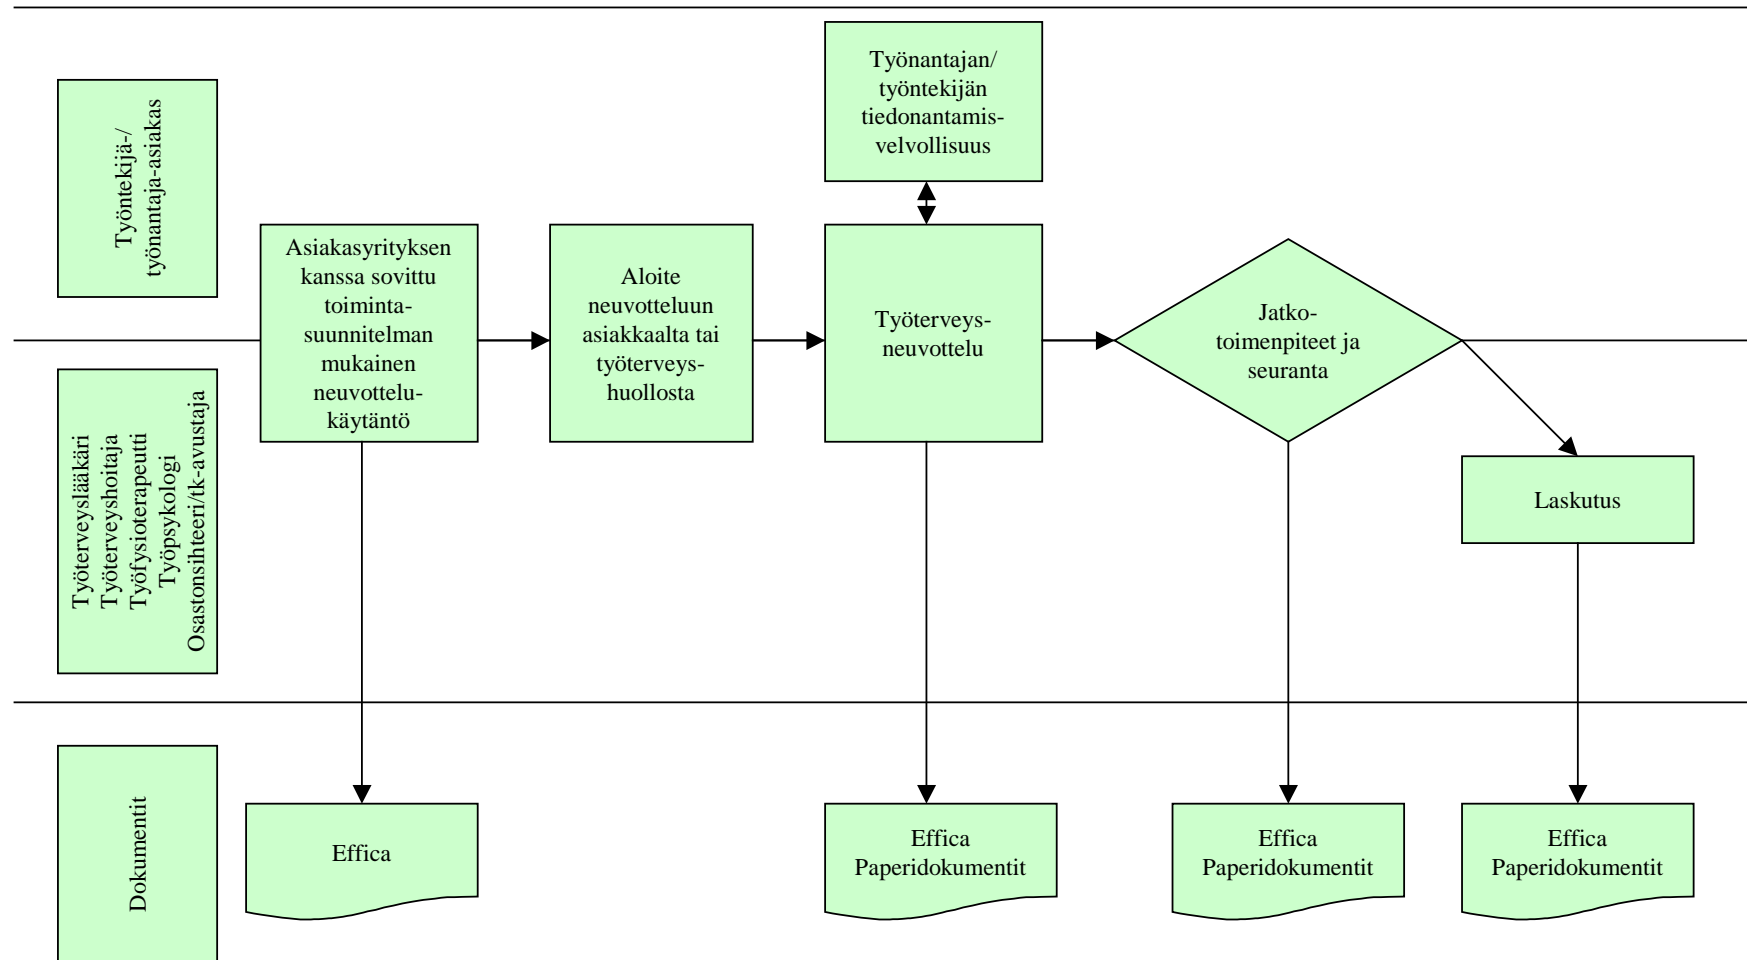 Työnantajan/
työntekijän
tiedonantamis-
velvollisuus
Työntekijä-/
työnantaja-asiakas
Asiakasyrityksen
kanssa sovittu
toiminta-
suunnitelman
mukainen
neuvottelu-
käytäntö
Aloite
neuvotteluun
asiakkaalta tai
työterveys-
huollosta
Työterveys-
neuvottelu
Jatko-
toimenpiteet ja
seuranta
Työterveyslääkäri
Työterveyshoitaja
Työfysioterapeuti
Työpsykologi
Osastonsihteeri/tk-avustaja
Laskutus
Dokumentit
Effica
Effica
Paperidokumentit
Effica
Paperidokumentit
Effica
Paperidokumentit